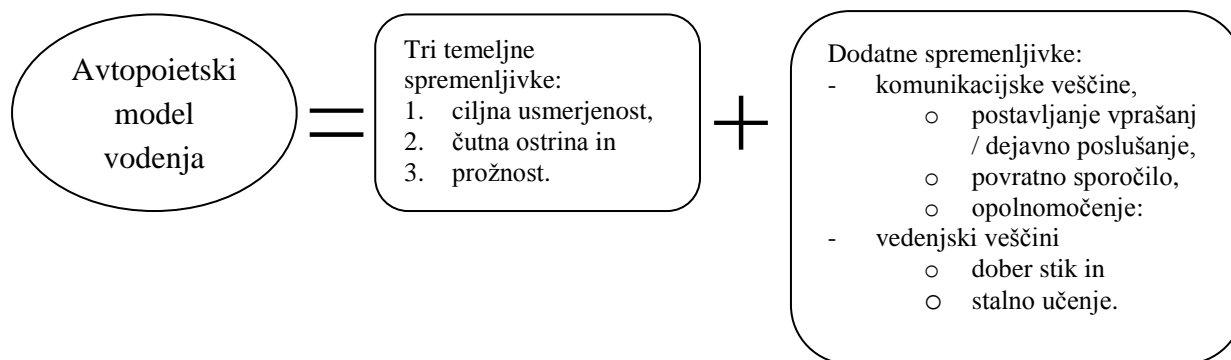 Avtopoietski
model
vodenja
=
Tri temeljne
spremenljivke:
1. ciljna usmerjenost,
2. čutna ostrina in
3. prožnost.
+
Dodatne spremenljivke:
- komunikacijske veščine,
o postavljanje vprašanj
/ dejavno poslušanje,
o povratno sporočilo,
o opolnomočenje:
- vedenjski veščini
o dober stik in
o stalno učenje.